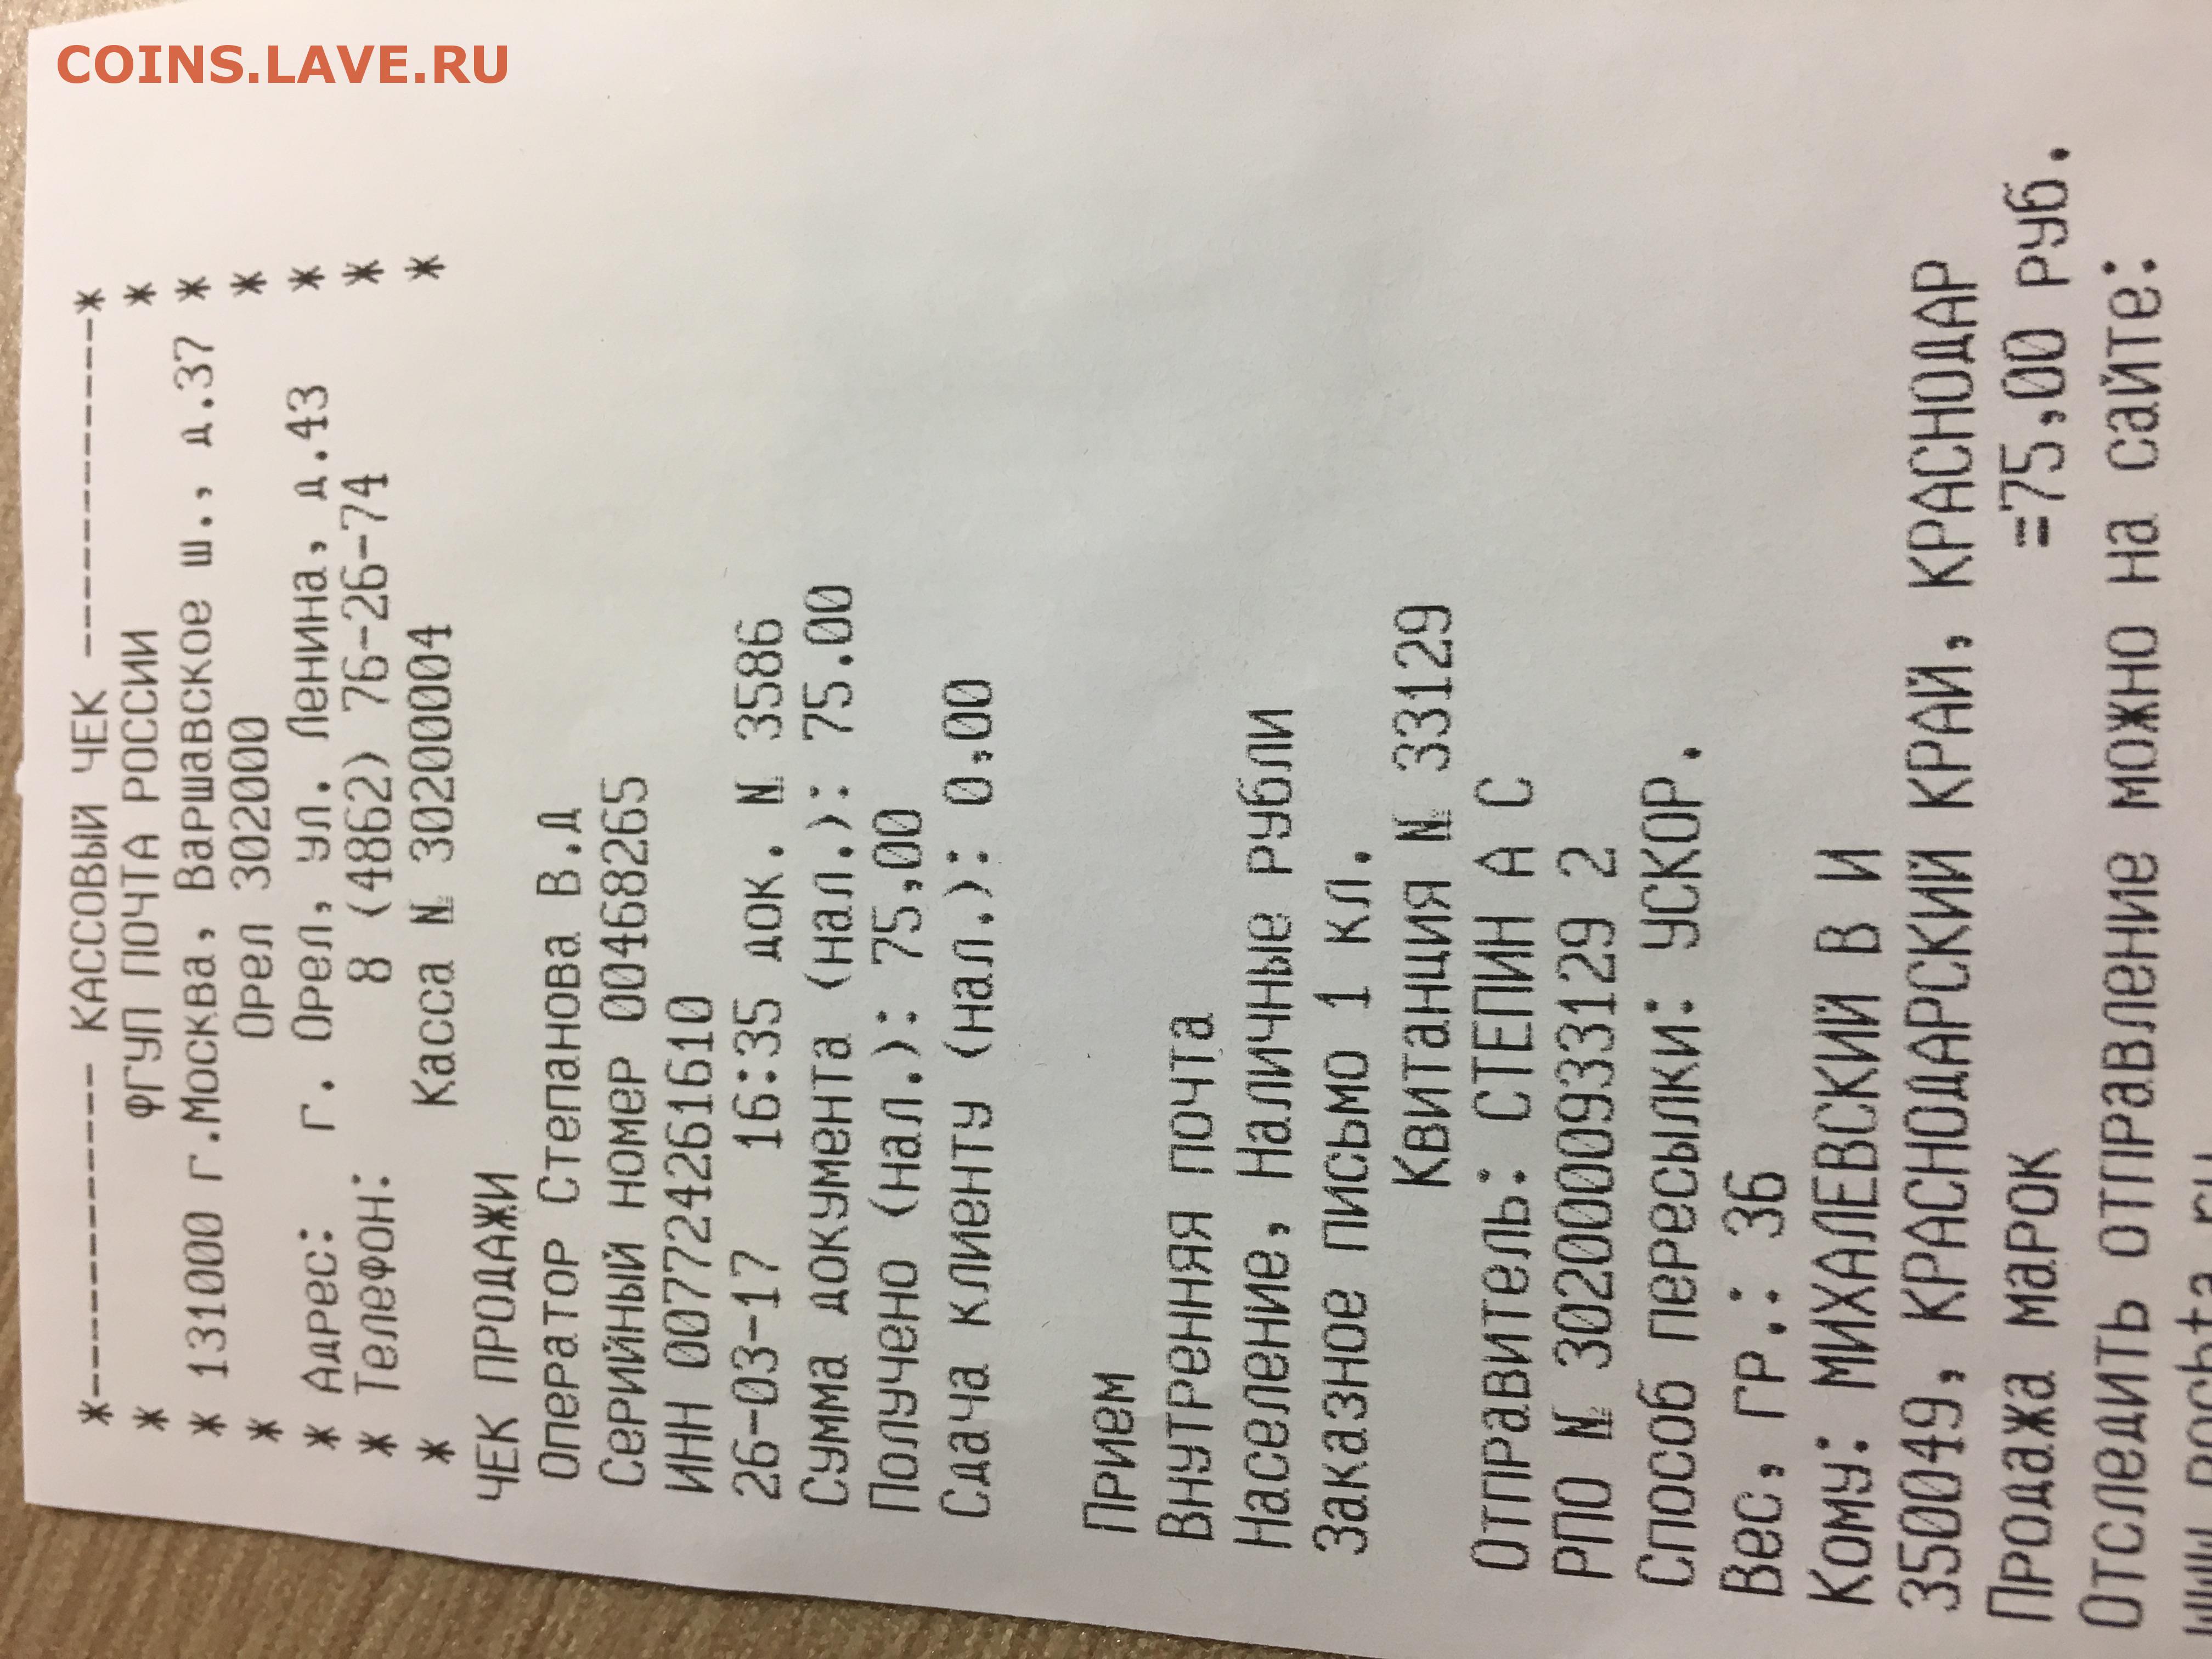 COINS.LAVE.RU
*------------ КАССОВЫЙ ЧЕК ------------*
* ФГУП ПОЧТА РОССИИ *
* 131000 г.Москва, Варшавское ш., д.37 *
* Орел 302000 *
* Адрес: г. Орел, ул. Ленина, д.43 *
* Телефон: 8 (4862) 76-26-74 *
* Касса № 30200004 *
ЧЕК ПРОДАЖИ
Оператор Степанова В.Д
Серийный номер 00468265
ИНН 007724261610
26-03-17 16:35 док. № 3586
Сумма документа (нал.): 75.00
Получено (нал.): 75,00
Сдача клиенту (нал.): 0,00
Прием
Внутренняя почта
Население, Наличные рубли
Заказное письмо 1 кл.
Квитанция № 33129
Отправитель: СТЕПИН А С
РПО № 302000933129 2
Способ пересылки: УСКОР.
Вес, гр.: 36
Кому: МИХАЛЕВСКИЙ В И
350049, КРАСНОДАРСКИЙ КРАЙ, КРАСНОДАР
Продажа марок =75,00 руб.
Отследить отправление можно на сайте:
www.pochta.ru